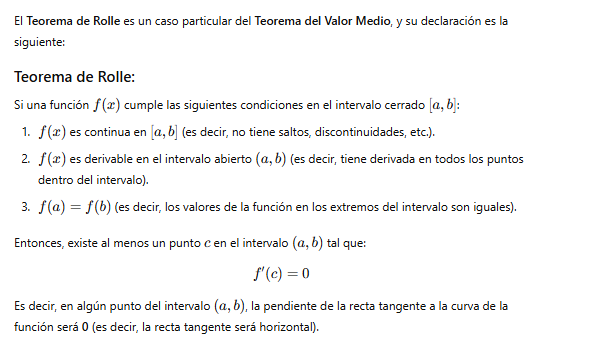 El Teorema de Rolle es un caso particular del Teorema del Valor Medio, y su declaración es la
siguiente:
Teorema de Rolle:
Si una función f(x) cumple las siguientes condiciones en el intervalo cerrado [a, b]:
1. f(x) es continua en [a, b] (es decir, no tiene saltos, discontinuidades, etc.).
2. f(x) es derivable en el intervalo abierto (a, b) (es decir, tiene derivada en todos los puntos
dentro del intervalo).
3. f(a) = f(b) (es decir, los valores de la función en los extremos del intervalo son iguales).
Entonces, existe al menos un punto c en el intervalo (a, b) tal que:
f′(c) = 0
Es decir, en algún punto del intervalo (a, b), la pendiente de la recta tangente a la curva de la
función será 0 (es decir, la recta tangente será horizontal).